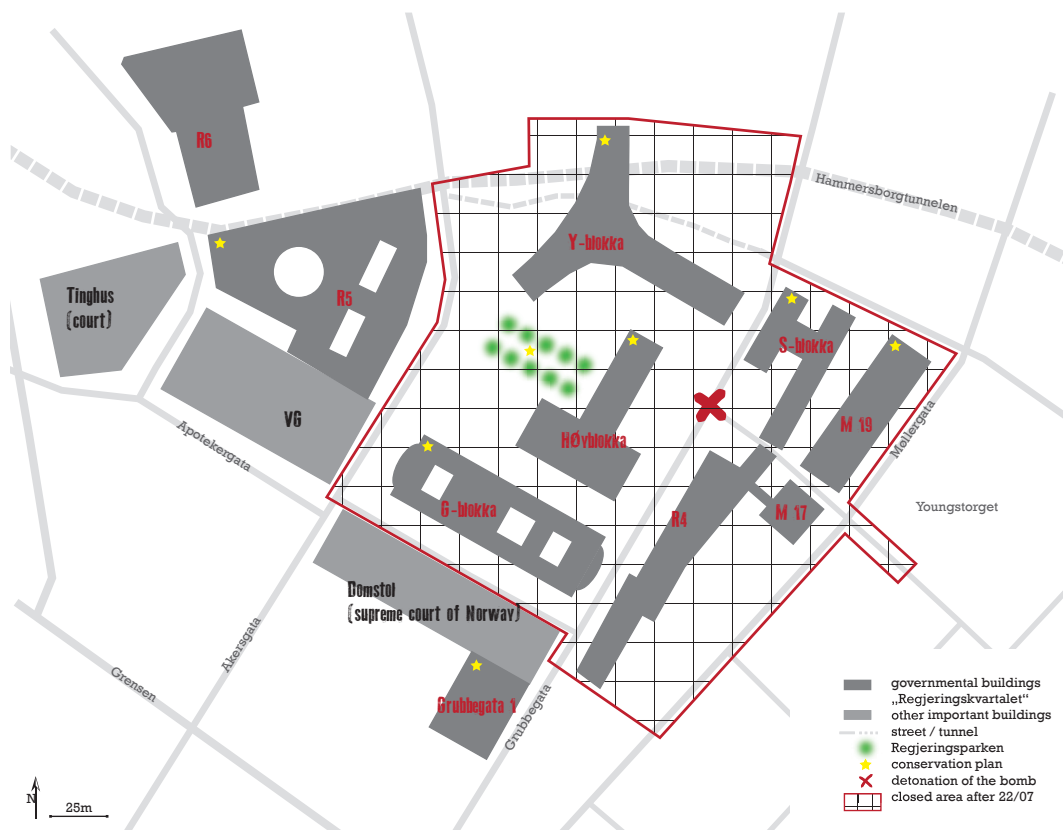 R6
Hammersborgtunnelen
Y-blokka
Tinghus
(court)
R5
S-blokka
VG
HØyblokka
M 19
Møllergata
Apotekergata
G-blokka
R4
M 17
Youngstorget
Domstol
(supreme court of Norway)
Akersgata
Grensen
Grubbegata 1
Grubbegata
N
25m
governmental buildings
„Regjeringskvartalet“
other important buildings
street / tunnel
Regjeringsparken
conservation plan
detonation of the bomb
closed area after 22/07